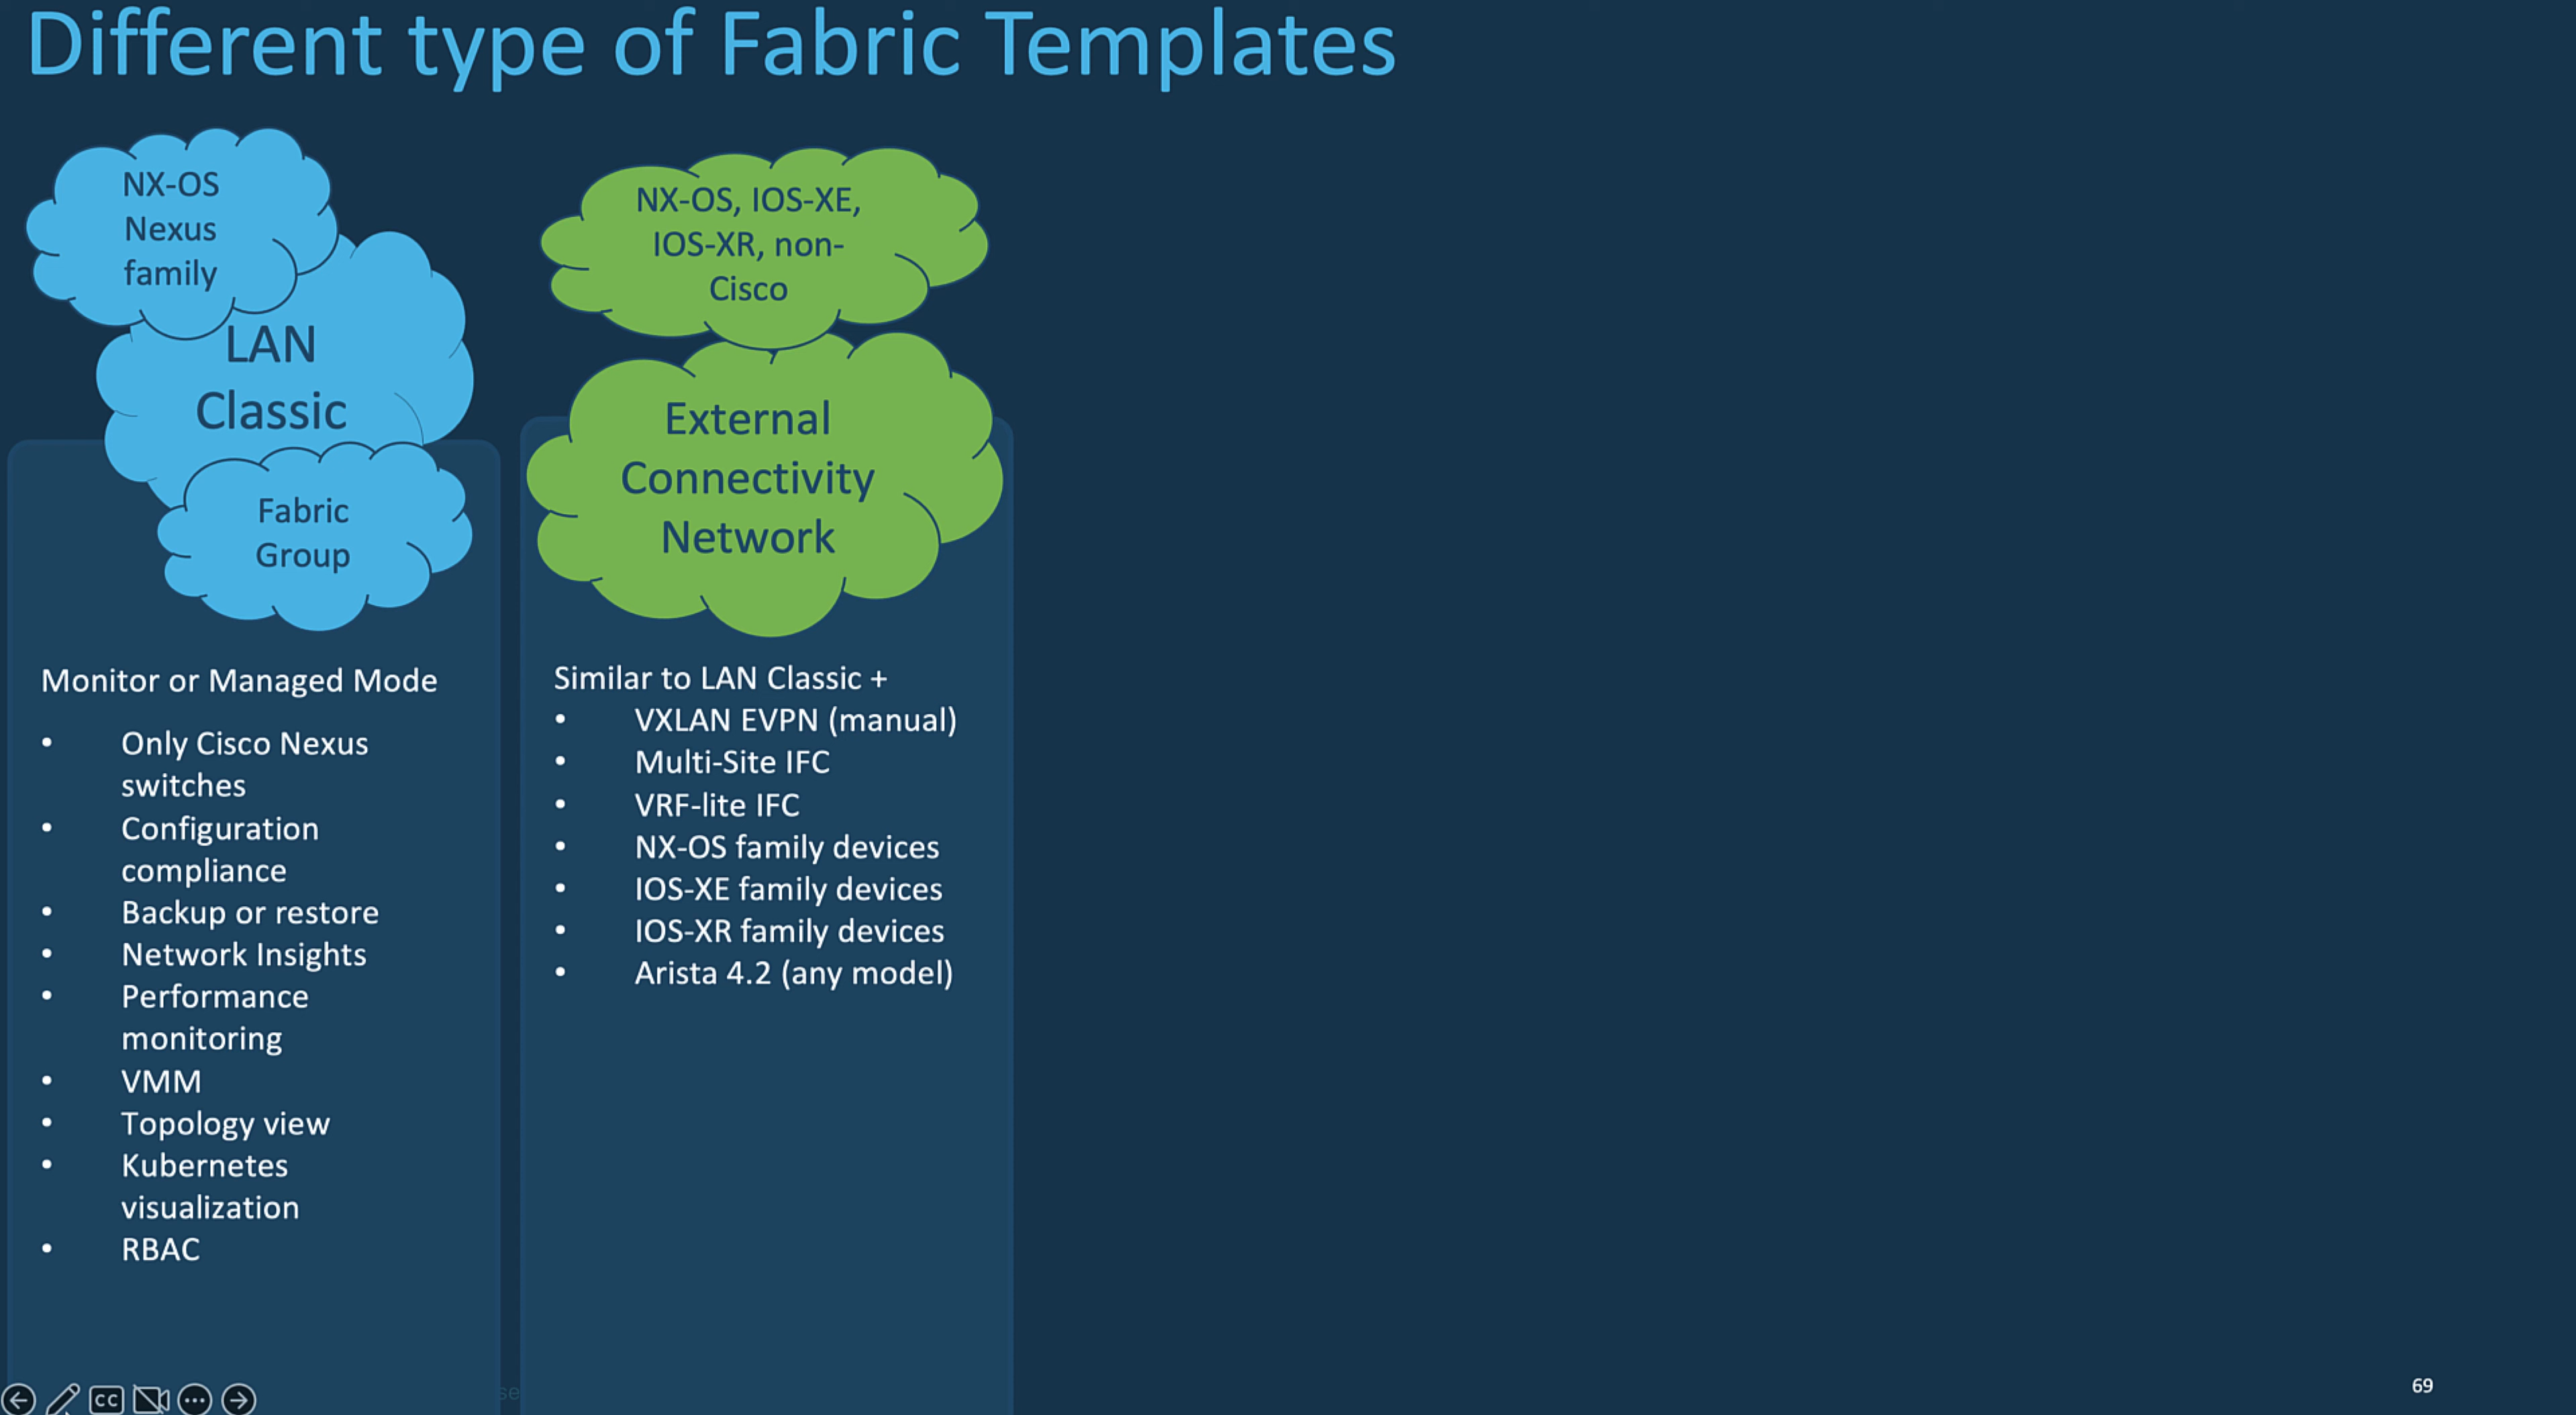 Different type of Fabric Templates
NX-OS
Nexus
family
LAN
Classic
Fabric
Group
Monitor or Managed Mode
• Only Cisco Nexus
switches
• Configuration
compliance
• Backup or restore
• Network Insights
• Performance
monitoring
• VMM
• Topology view
• Kubernetes
visualization
• RBAC
NX-OS, IOS-XE,
IOS-XR, non-
Cisco
External
Connectivity
Network
Similar to LAN Classic +
• VXLAN EVPN (manual)
• Multi-Site IFC
• VRF-lite IFC
• NX-OS family devices
• IOS-XE family devices
• IOS-XR family devices
• Arista 4.2 (any model)
CC
se
69